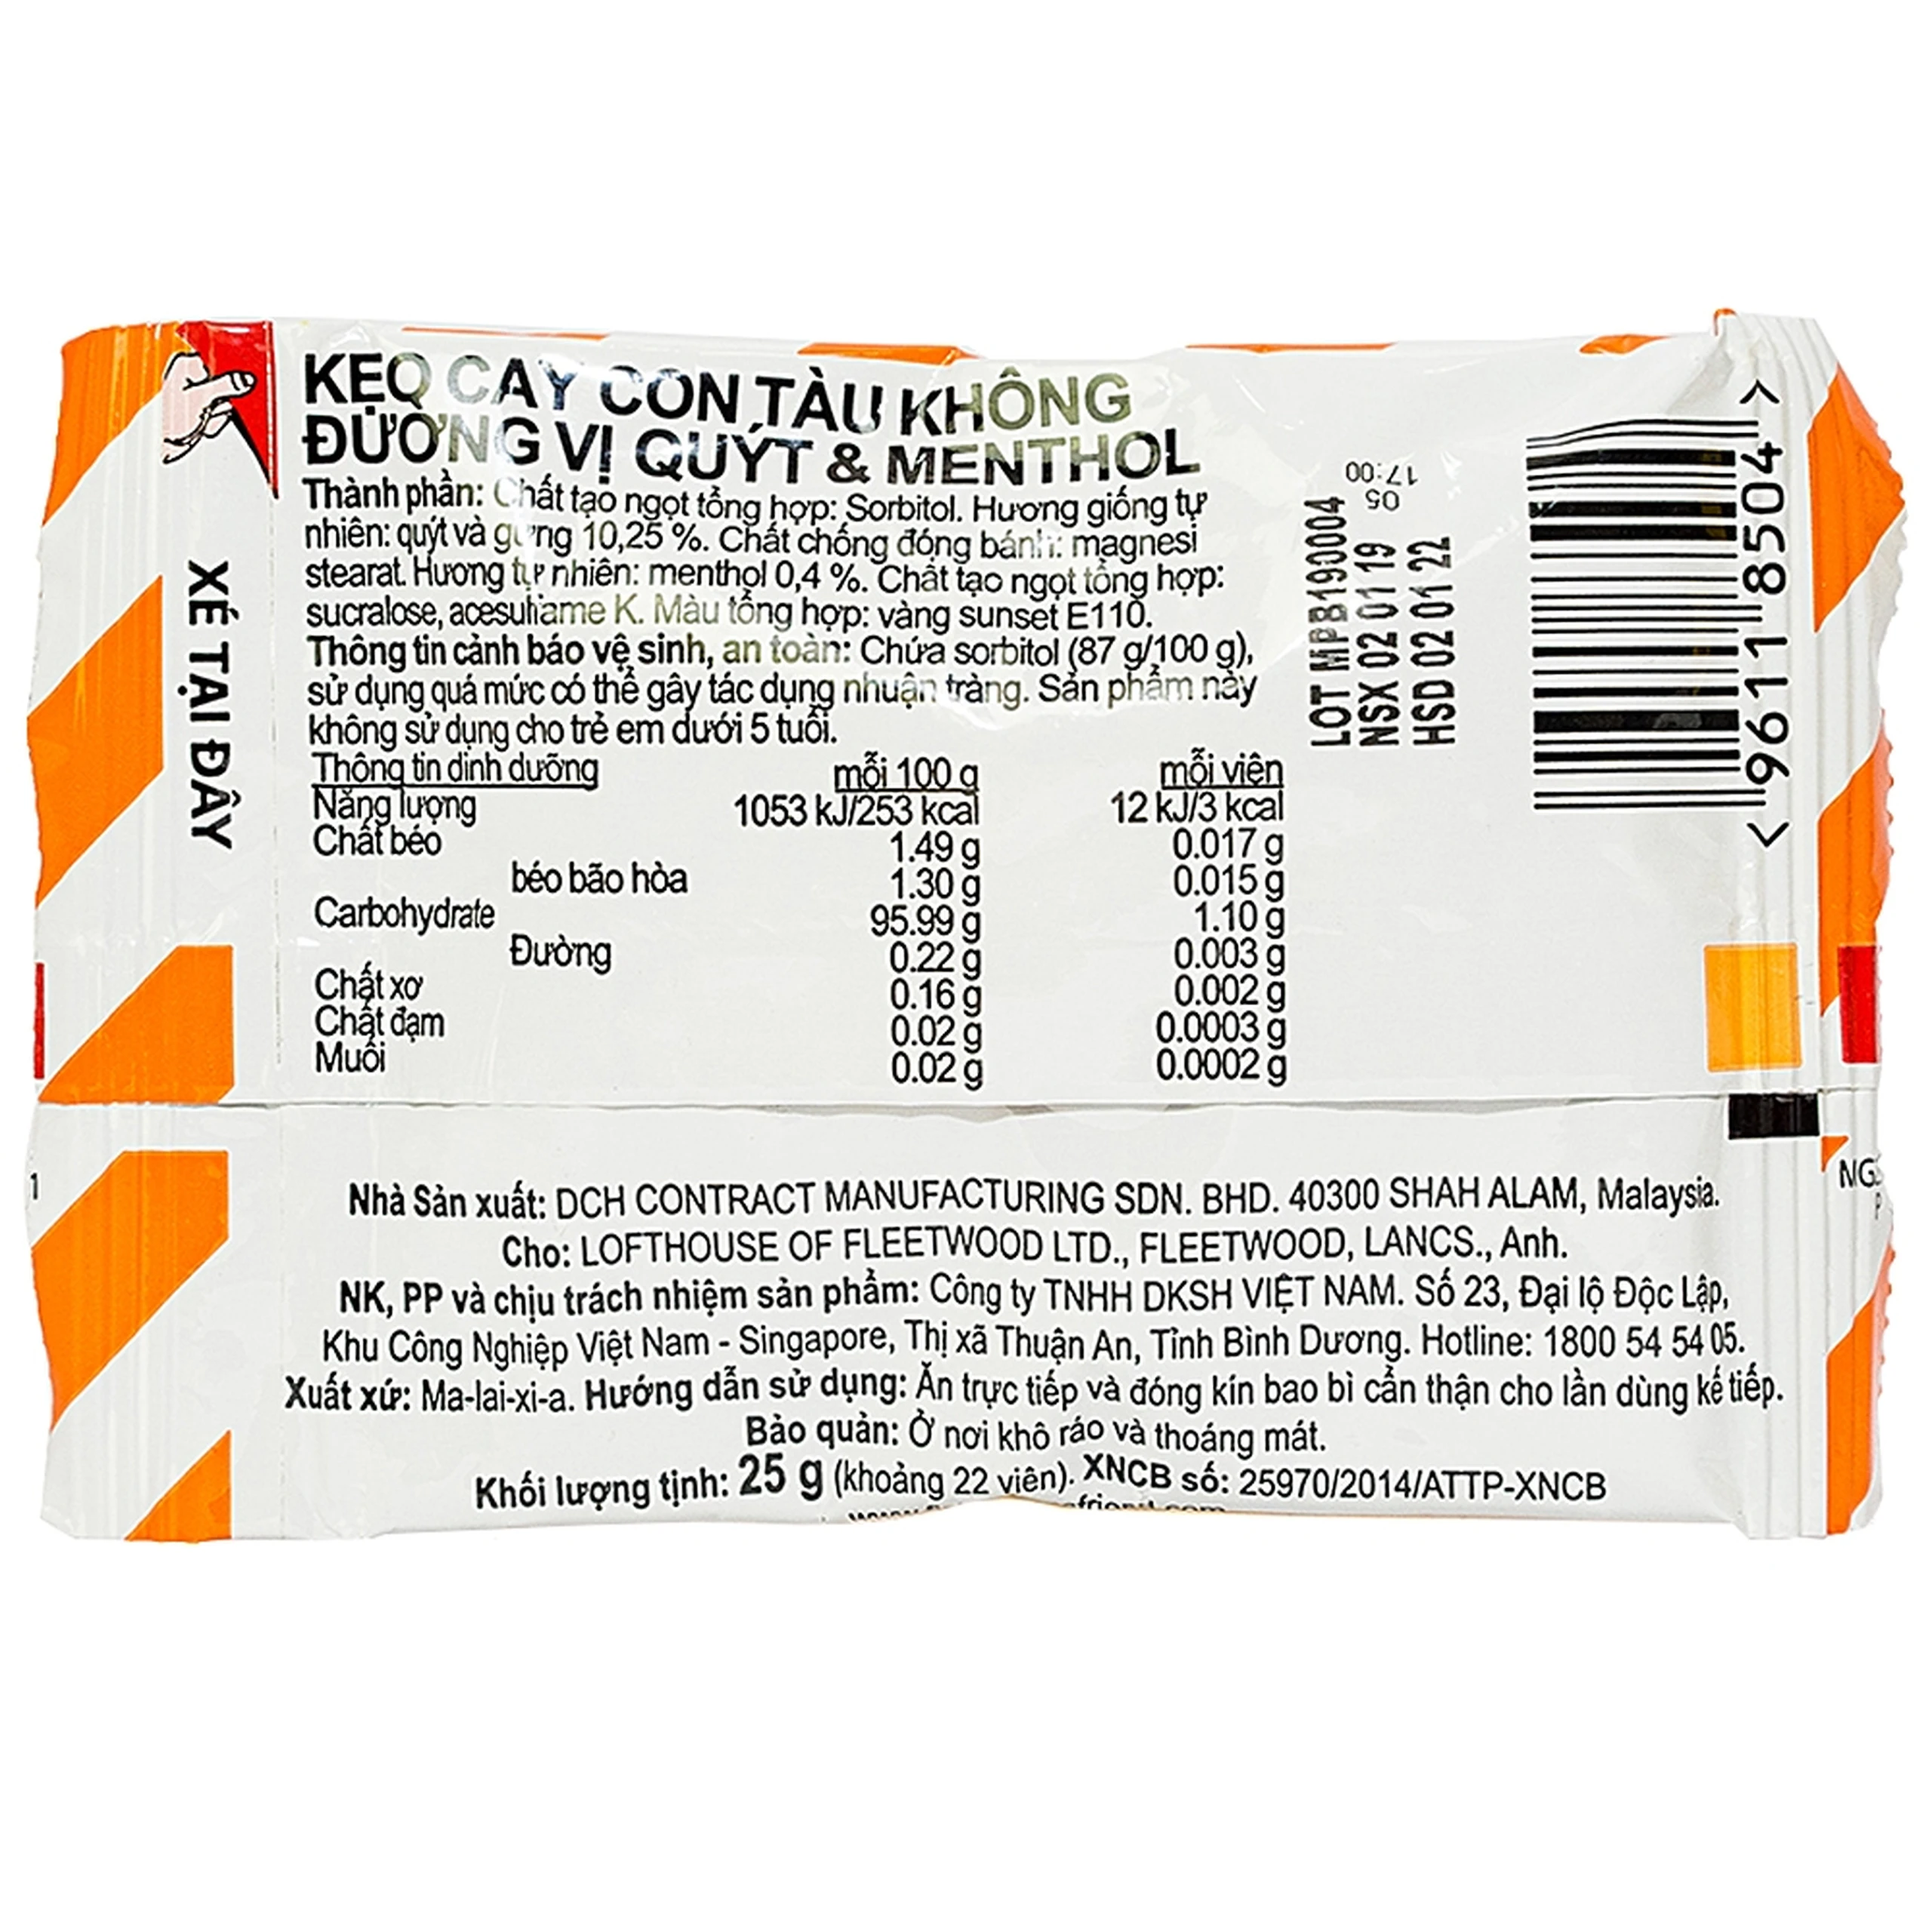 KẸO CAY CON TÀU KHÔNG
ĐƯỜNG VỊ QUÝT & MENTHOL
Thành phần: Chất tạo ngọt tổng hợp: Sorbitol. Hương giống tự
nhiên: quýt và gừng 10,25 %. Chất chống đóng bánh: magnesi
stearat. Hương tự nhiên: menthol 0,4 %. Chất tạo ngọt tổng hợp:
sucralose, acesulfame K. Màu tổng hợp: vàng sunset E110.
Thông tin cảnh báo vệ sinh, an toàn: Chứa sorbitol (87 g/100 g),
sử dụng quá mức có thể gây tác dụng nhuận tràng. Sản phẩm này
không sử dụng cho trẻ em dưới 5 tuổi.
Thông tin dinh dưỡng mỗi 100 g mỗi viên
Năng lượng 1053 kJ/253 kcal 12 kJ/3 kcal
Chất béo 1.49 g 0.017 g
béo bão hòa 1.30 g 0.015 g
Carbohydrate 95.99 g 1.10 g
Đường 0.22 g 0.003 g
Chất xơ 0.16 g 0.002 g
Chất đạm 0.02 g 0.0003 g
Muối 0.02 g 0.0002 g
XÉ TẠI ĐÂY
LOT MPB190004
NSX 02 01 19
HSD 02 01 22
05
17:00
<9611 8504>
Nhà Sản xuất: DCH CONTRACT MANUFACTURING SDN. BHD. 40300 SHAH ALAM, Malaysia.
Cho: LOFTHOUSE OF FLEETWOOD LTD., FLEETWOOD, LANCS., Anh.
NK, PP và chịu trách nhiệm sản phẩm: Công ty TNHH DKSH VIỆT NAM. Số 23, Đại lộ Độc Lập,
Khu Công Nghiệp Việt Nam - Singapore, Thị xã Thuận An, Tỉnh Bình Dương. Hotline: 1800 54 54 05.
Xuất xứ: Ma-lai-xi-a. Hướng dẫn sử dụng: Ăn trực tiếp và đóng kín bao bì cẩn thận cho lần dùng kế tiếp.
Bảo quản: Ở nơi khô ráo và thoáng mát.
Khối lượng tịnh: 25 g (khoảng 22 viên). XNCB số: 25970/2014/ATTP-XNCB
1